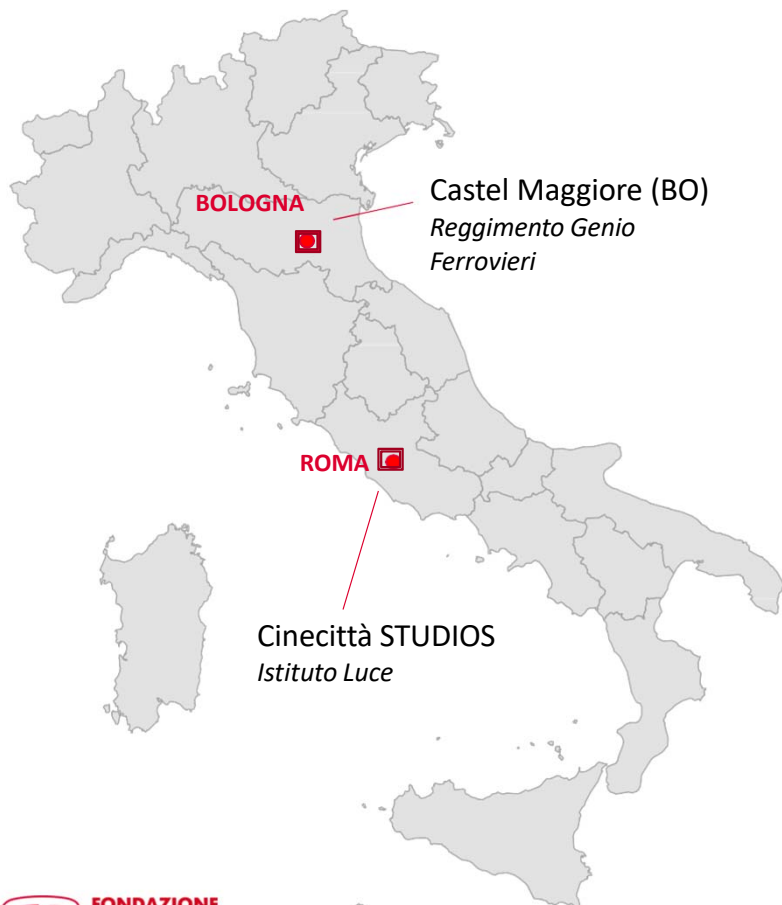 BOLOGNA
Castel Maggiore (BO)
Reggimento Genio
Ferrovieri
ROMA
Cinecittà STUDIOS
Istituto Luce
FONDAZIONE